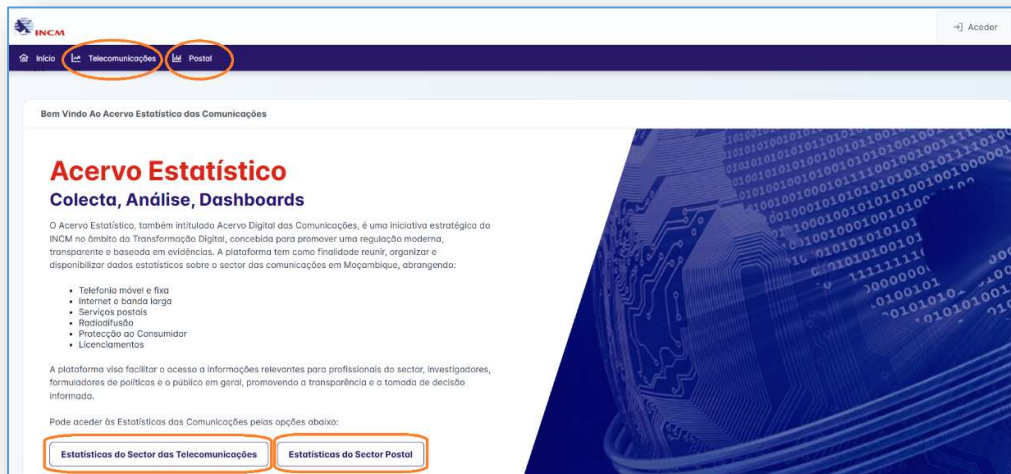 INCM
Aceder
Início Telecomunicações Postal
Bem Vindo Ao Acervo Estatístico das Comunicações
Acervo Estatístico
Colecta, Análise, Dashboards
O Acervo Estatístico, também intitulado Acervo Digital das Comunicações, é uma iniciativa estratégica do
INCM no âmbito da Transformação Digital, concebida para promover uma regulação moderna,
transparente e baseada em evidências. A plataforma tem como finalidade reunir, organizar e
disponibilizar dados estatísticos sobre o sector das comunicações em Moçambique, abrangendo:
• Telefonia móvel e fixa
• Internet e banda larga
• Serviços postais
• Radiodifusão
• Protecção ao Consumidor
• Licenciamentos
A plataforma visa facilitar o acesso a informações relevantes para profissionais do sector, investigadores,
formuladores de políticas e o público em geral, promovendo a transparência e a tomada de decisão
informada.
Pode aceder às Estatísticas das Comunicações pelas opções abaixo:
Estatísticas do Sector das Telecomunicações Estatísticas do Sector Postal